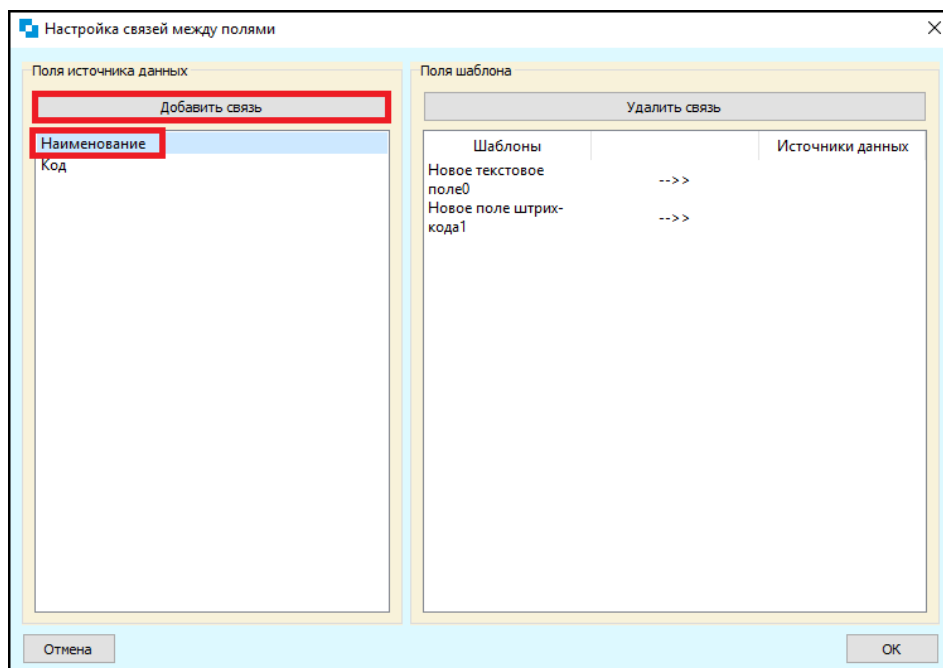 Настройка связей между полями
Поля источника данных
Добавить связь
Наименование
Код
Поля шаблона
Удалить связь
Шаблоны Источники данных
Новое текстовое
поле0
-->>
Новое поле штрих-
кода1
-->>
Отмена
OK